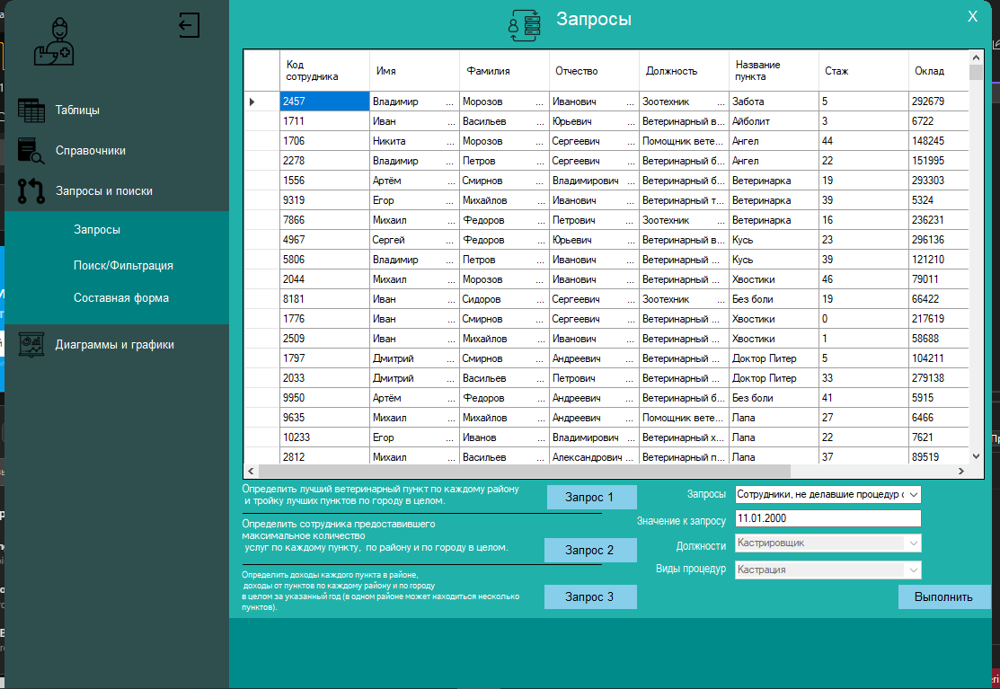 Запросы
X
Таблицы
Справочники
Запросы и поиски
Запросы
Поиск/Фильтрация
Составная форма
Диаграммы и графики
Код сотрудника Имя Фамилия Отчество Должность Название пункта Стаж Оклад
2457 Владимир ... Морозов ... Иванович ... Зоотехник ... Забота 5 292679
1711 Иван ... Васильев ... Юрьевич ... Ветеринарный в... Айболит 3 6722
1706 Никита ... Морозов ... Сергеевич ... Помощник вете... Ангел 44 148245
2278 Владимир ... Петров ... Сергеевич ... Ветеринарный б... Ангел 22 151995
1556 Артём ... Смирнов ... Владимирович ... Ветеринарный б... Ветеринарка 19 293303
9319 Егор ... Михайлов ... Иванович ... Ветеринарный т... Ветеринарка 39 5324
7866 Михаил ... Федоров ... Петрович ... Зоотехник ... Ветеринарка 16 236231
4967 Сергей ... Федоров ... Юрьевич ... Ветеринарный в... Кусь 23 296136
5806 Владимир ... Петров ... Иванович ... Ветеринарный ... Кусь 39 121210
2044 Михаил ... Морозов ... Иванович ... Ветеринарный ... Хвостики 46 79011
8181 Иван ... Сидоров ... Сергеевич ... Зоотехник ... Без боли 19 66422
1776 Иван ... Смирнов ... Сергеевич ... Ветеринарный ... Хвостики 0 217619
2509 Иван ... Михайлов ... Иванович ... Ветеринарный ... Хвостики 1 58688
1797 Дмитрий ... Смирнов ... Андреевич ... Ветеринарный ... Доктор Питер 5 104211
2033 Дмитрий ... Васильев ... Петрович ... Ветеринарный ... Доктор Питер 33 279138
9950 Артём ... Федоров ... Андреевич ... Ветеринарный б... Без боли 41 5915
9635 Михаил ... Михайлов ... Андреевич ... Помощник вете... Лапа 27 6466
10233 Егор ... Иванов ... Владимирович ... Ветеринарный х... Лапа 22 7621
2812 Михаил ... Васильев ... Александрович ... Ветеринарный п... Лапа 37 89519
Определить лучший ветеринарный пункт по каждому району
и тройку лучших пунктов по городу в целом.
Запрос 1
Определить сотрудника предоставившего
максимальное количество
услуг по каждому пункту, по району и по городу в целом.
Запрос 2
Определить доходы каждого пункта в районе,
доходы от пунктов по каждому району и по городу
в целом за указанный год (в одном районе может находиться несколько
пунктов).
Запрос 3
Запросы Сотрудники, не делавшие процедур
Значение к запросу 11.01.2000
Должности Кастрировщик
Виды процедур Кастрация
Выполнить